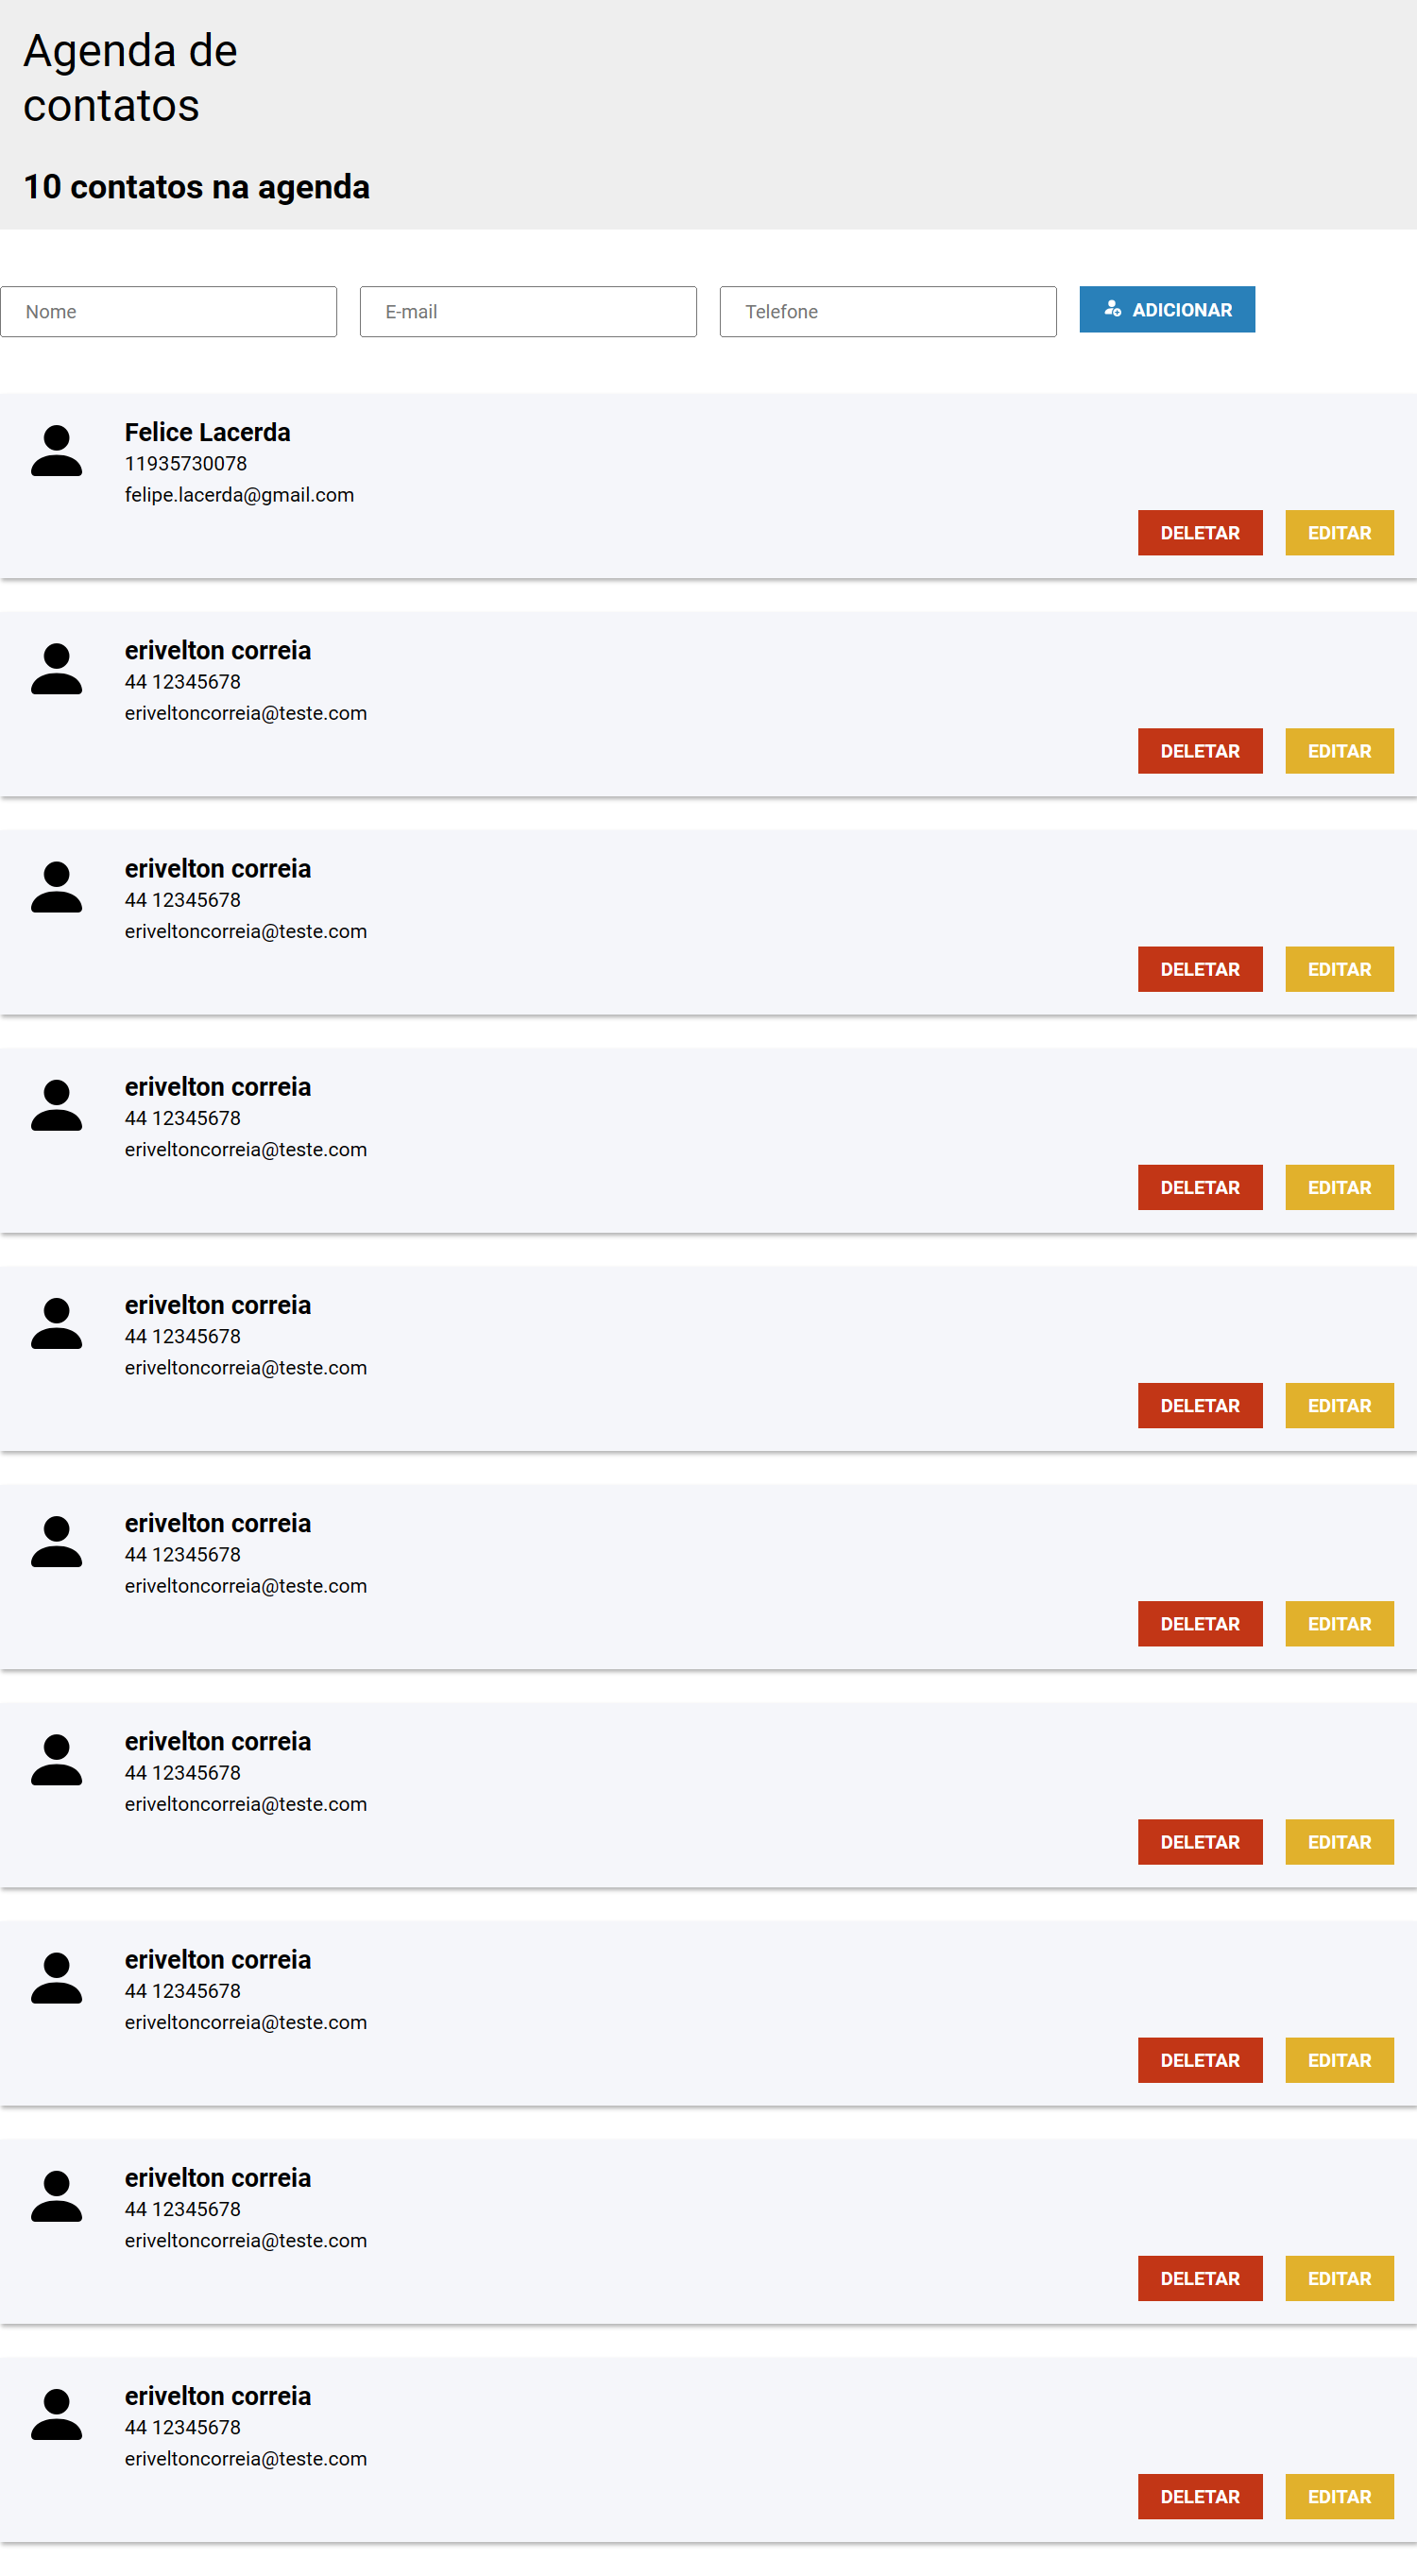 Agenda de
contatos
10 contatos na agenda
Nome E-mail Telefone ADICIONAR
Felice Lacerda
11935730078
felipe.lacerda@gmail.com
DELETAR EDITAR
erivelton correia
44 12345678
eriveltoncorreia@teste.com
DELETAR EDITAR
erivelton correia
44 12345678
eriveltoncorreia@teste.com
DELETAR EDITAR
erivelton correia
44 12345678
eriveltoncorreia@teste.com
DELETAR EDITAR
erivelton correia
44 12345678
eriveltoncorreia@teste.com
DELETAR EDITAR
erivelton correia
44 12345678
eriveltoncorreia@teste.com
DELETAR EDITAR
erivelton correia
44 12345678
eriveltoncorreia@teste.com
DELETAR EDITAR
erivelton correia
44 12345678
eriveltoncorreia@teste.com
DELETAR EDITAR
erivelton correia
44 12345678
eriveltoncorreia@teste.com
DELETAR EDITAR
erivelton correia
44 12345678
eriveltoncorreia@teste.com
DELETAR EDITAR